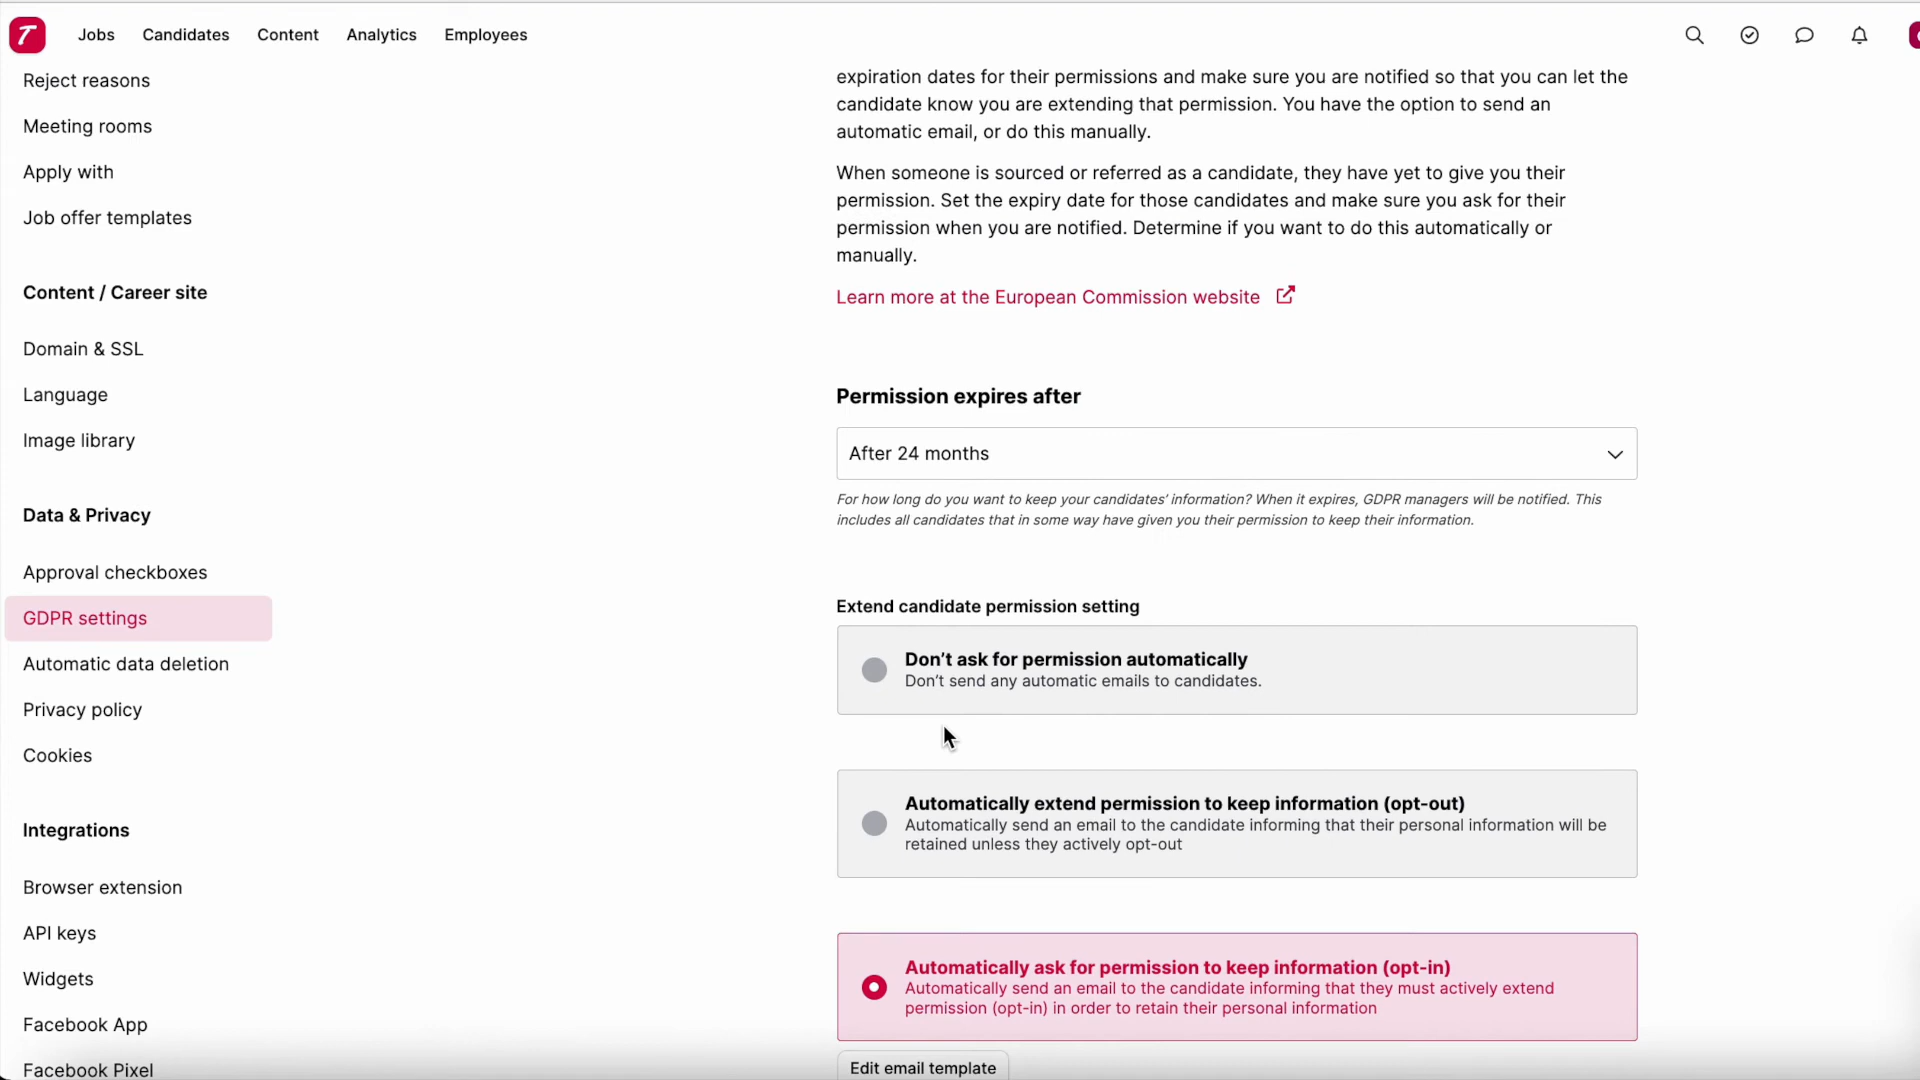 Jobs
Candidates
Content
Analytics
Employees
Reject reasons
Meeting rooms
Apply with
Job offer templates
Content / Career site
Domain & SSL
Language
Image library
Data & Privacy
Approval checkboxes
GDPR settings
Automatic data deletion
Privacy policy
Cookies
Integrations
Browser extension
API keys
Widgets
Facebook App
Facebook Pixel
expiration dates for their permissions and make sure you are notified so that you can let the
candidate know you are extending that permission. You have the option to send an
automatic email, or do this manually.
When someone is sourced or referred as a candidate, they have yet to give you their
permission. Set the expiry date for those candidates and make sure you ask for their
permission when you are notified. Determine if you want to do this automatically or
manually.
Learn more at the European Commission website
Permission expires after
After 24 months
For how long do you want to keep your candidates’ information? When it expires, GDPR managers will be notified. This
includes all candidates that in some way have given you their permission to keep their information.
Extend candidate permission setting
Don’t ask for permission automatically
Don’t send any automatic emails to candidates.
Automatically extend permission to keep information (opt-out)
Automatically send an email to the candidate informing that their personal information will be
retained unless they actively opt-out
Automatically ask for permission to keep information (opt-in)
Automatically send an email to the candidate informing that they must actively extend
permission (opt-in) in order to retain their personal information
Edit email template